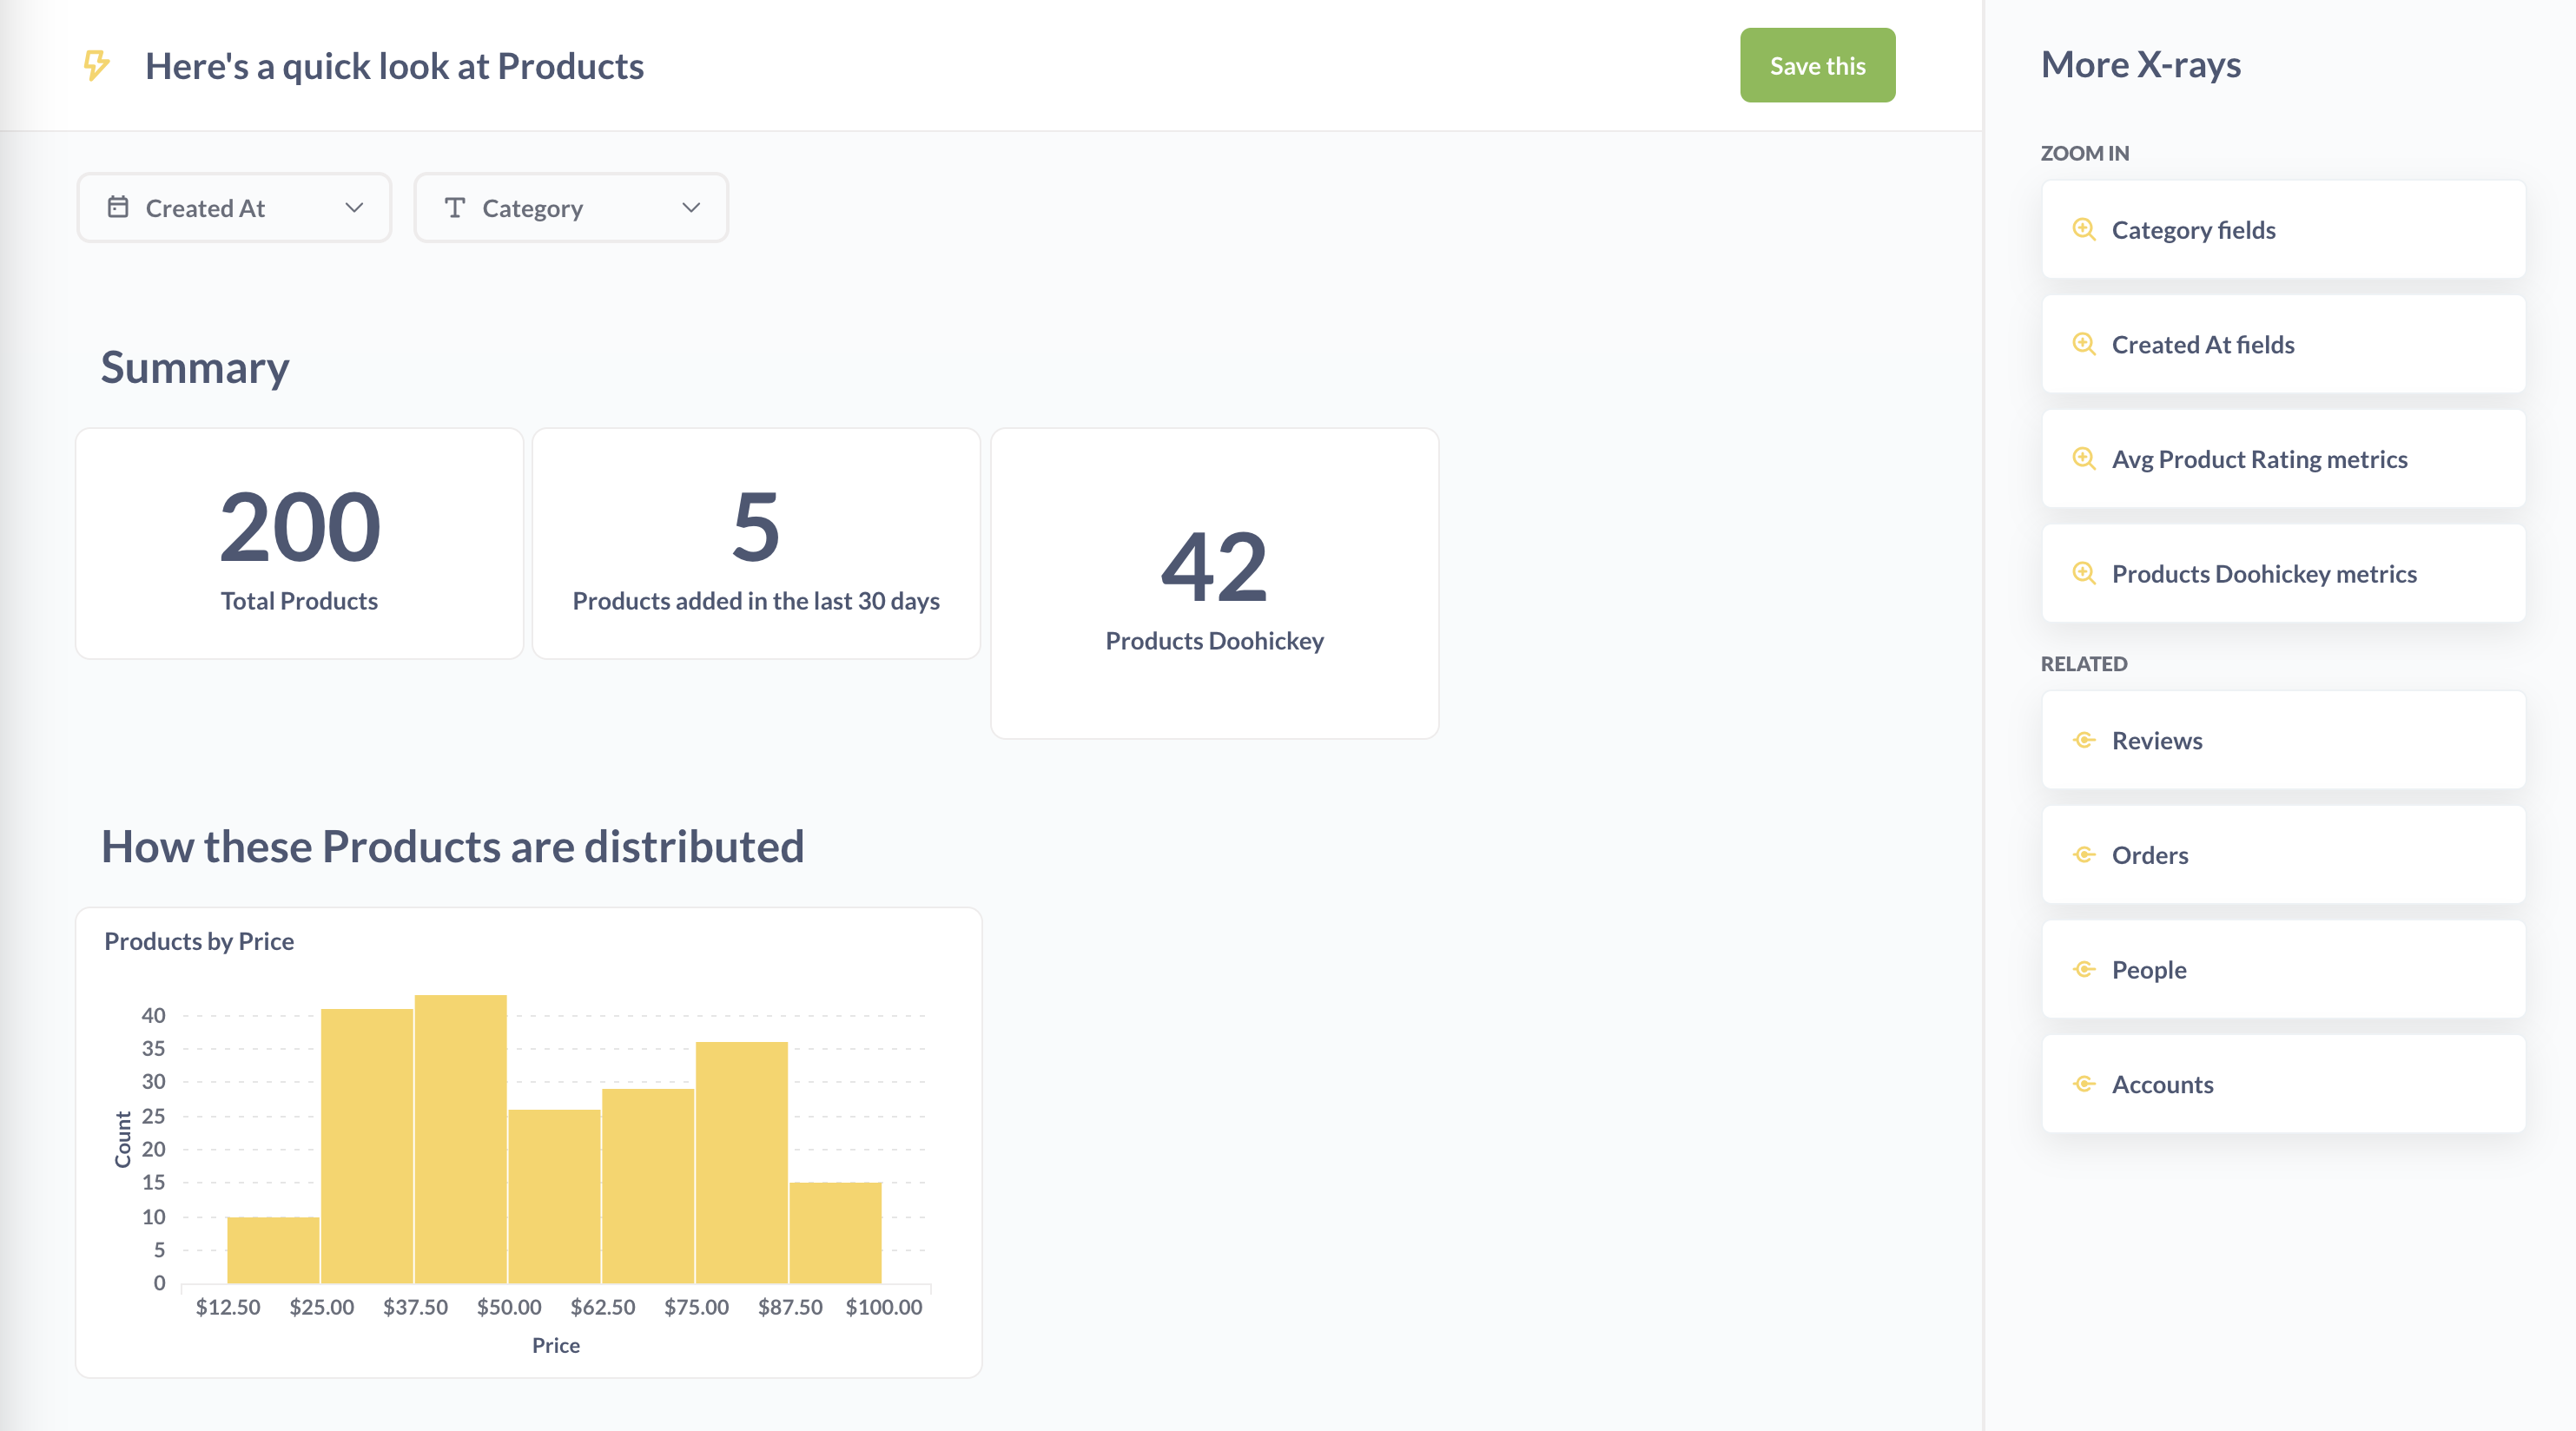 Here's a quick look at Products
Save this
Created At
Category
Summary
200
Total Products
5
Products added in the last 30 days
42
Products Doohickey
How these Products are distributed
Products by Price
Count
40
35
30
25
20
15
10
5
0
$12.50 $25.00 $37.50 $50.00 $62.50 $75.00 $87.50 $100.00
Price
More X-rays
ZOOM IN
Category fields
Created At fields
Avg Product Rating metrics
Products Doohickey metrics
RELATED
Reviews
Orders
People
Accounts